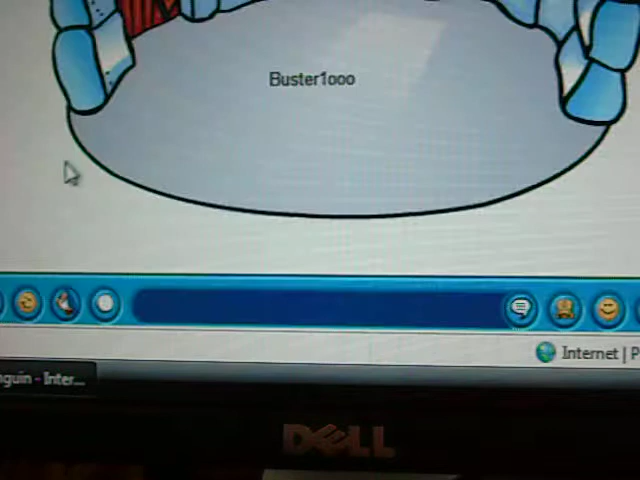 Buster1ooo
Internet | P
nguin - Inter...
DELL